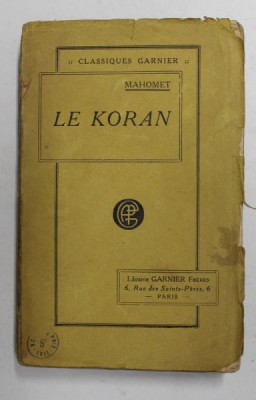 „ CLASSIQUES GARNIER „
MAHOMET
LE KORAN
Librairie GARNIER Frères
6, Rue des Saints-Pères, 6
— PARIS —